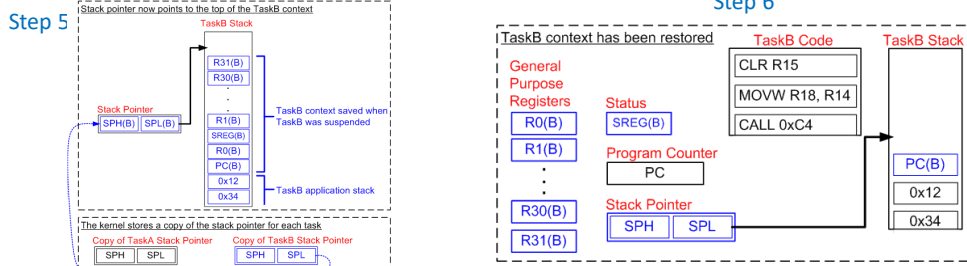 Step 5
Stack pointer now points to the top of the TaskB context
TaskB Stack
R31(B)
R30(B)
.
.
.
R1(B)
SREG(B)
R0(B)
PC(B)
0x12
0x34
Stack Pointer
SPH(B) SPL(B)
TaskB context saved when
TaskB was suspended
TaskB application stack
The kernel stores a copy of the stack pointer for each task
Copy of TaskA Stack Pointer
SPH SPL
Copy of TaskB Stack Pointer
SPH SPL
Step 6
TaskB context has been restored
General
Purpose
Registers
R0(B)
R1(B)
.
.
.
R30(B)
R31(B)
Status
SREG(B)
Program Counter
PC
Stack Pointer
SPH SPL
TaskB Code
CLR R15
MOVW R18, R14
CALL 0xC4
TaskB Stack
PC(B)
0x12
0x34